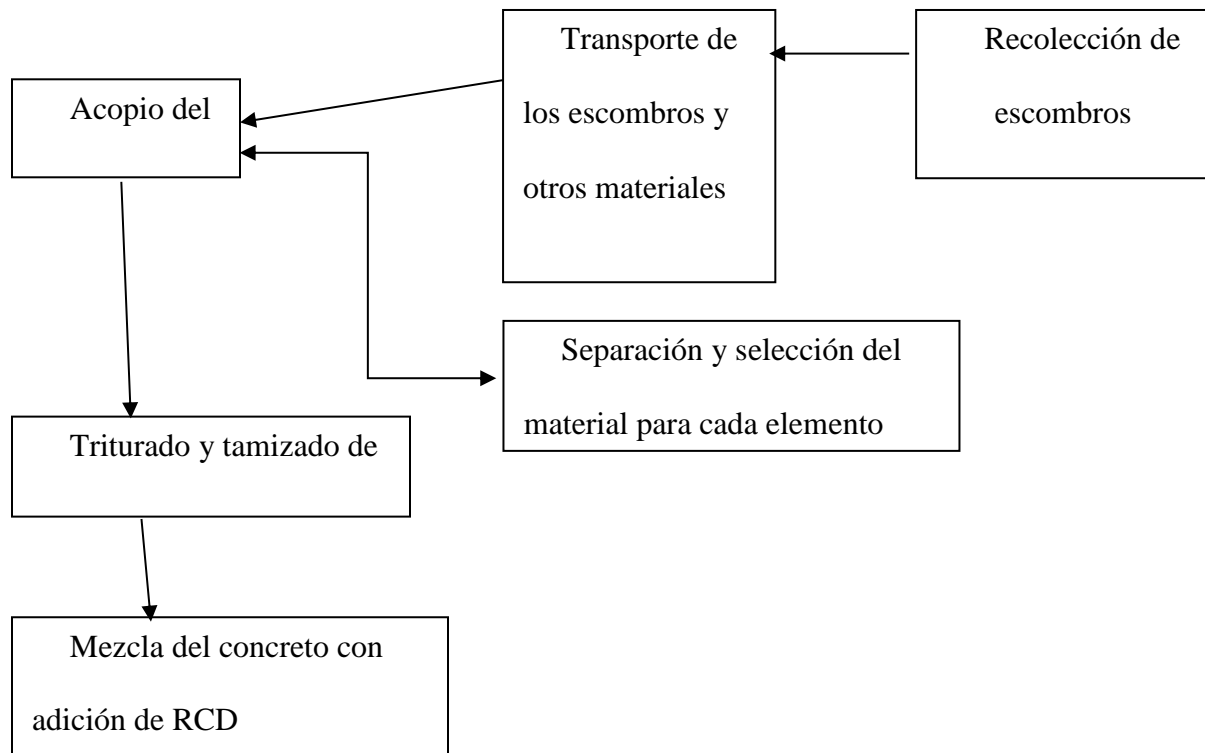 Transporte de
los escombros y
otros materiales
Recolección de
escombros
Acopio del
Separación y selección del
material para cada elemento
Triturado y tamizado de
Mezcla del concreto con
adición de RCD